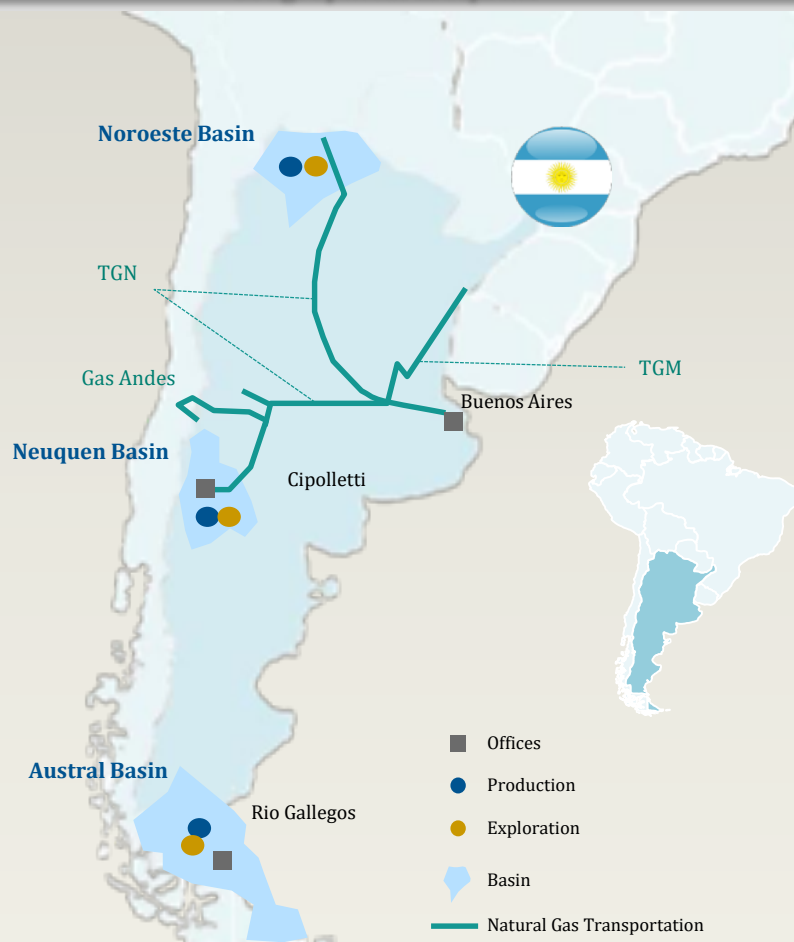 Noroeste Basin
TGN
Gas Andes
TGM
Buenos Aires
Neuquen Basin
Cipolletti
Austral Basin
Rio Gallegos
Offices
Production
Exploration
Basin
Natural Gas Transportation